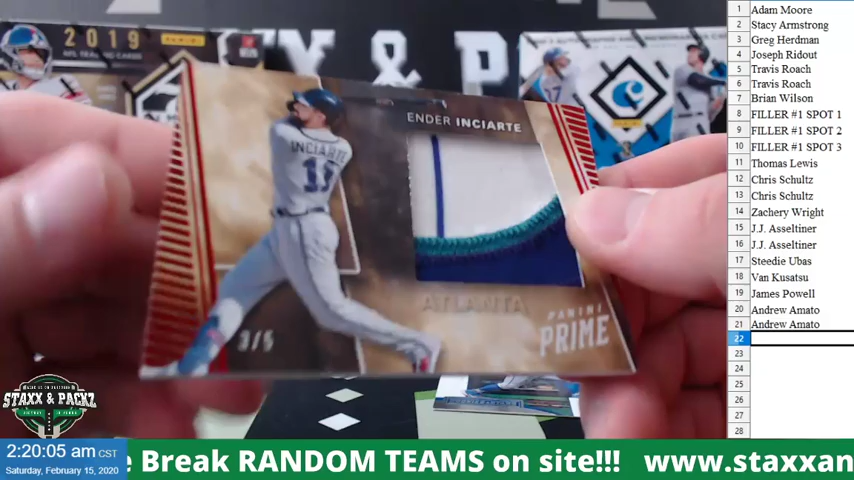 2019
PANINI
ENDER INCIARTE
INCIARTE
11
ATLANTA
3/5
PANINI
PRIME
1 Adam Moore
2 Stacy Armstrong
3 Greg Herdman
4 Joseph Ridout
5 Travis Roach
6 Travis Roach
7 Brian Wilson
8 FILLER #1 SPOT 1
9 FILLER #1 SPOT 2
10 FILLER #1 SPOT 3
11 Thomas Lewis
12 Chris Schultz
13 Chris Schultz
14 Zachery Wright
15 J.J. Asseltiner
16 J.J. Asseltiner
17 Steedie Ubas
18 Van Kusatsu
19 James Powell
20 Andrew Amato
21 Andrew Amato
22
23
24
25
26
27
28
STAXX & PACKZ
2:20:05 am CST
Saturday, February 15, 2020
e Break RANDOM TEAMS on site!!! www.staxxan